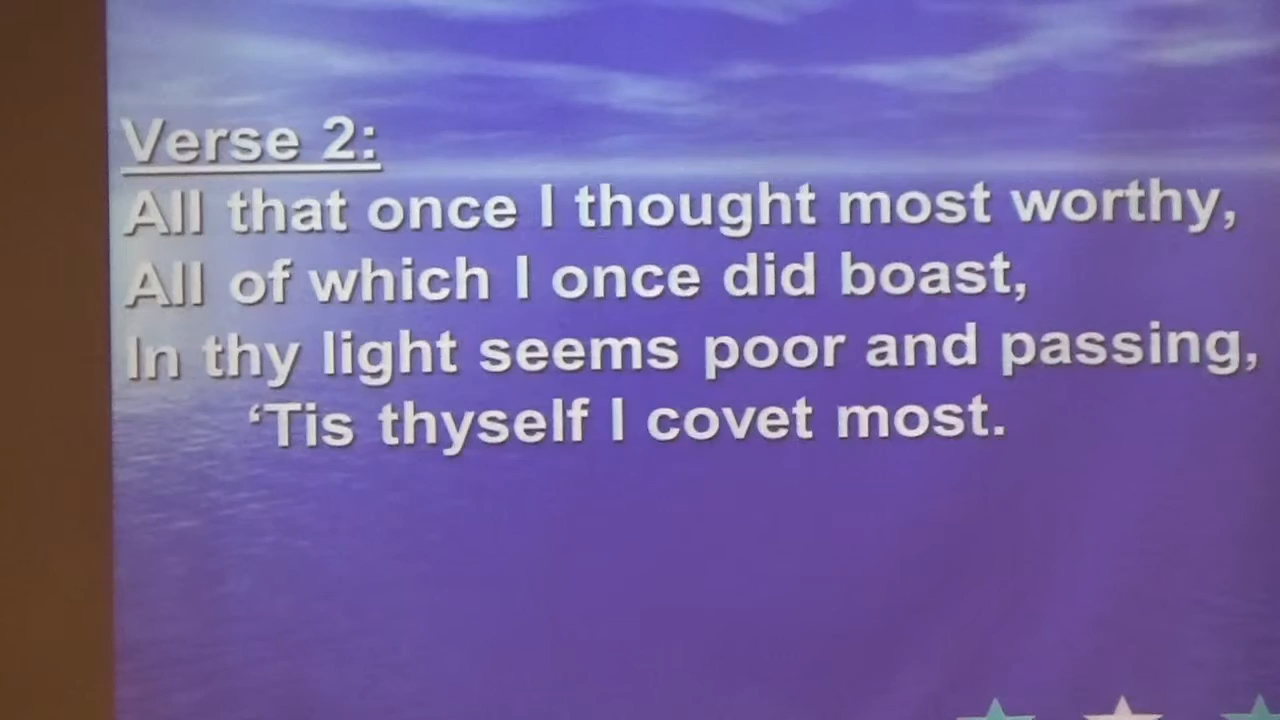 Verse 2:
All that once I thought most worthy,
All of which I once did boast,
In thy light seems poor and passing,
‘Tis thyself I covet most.